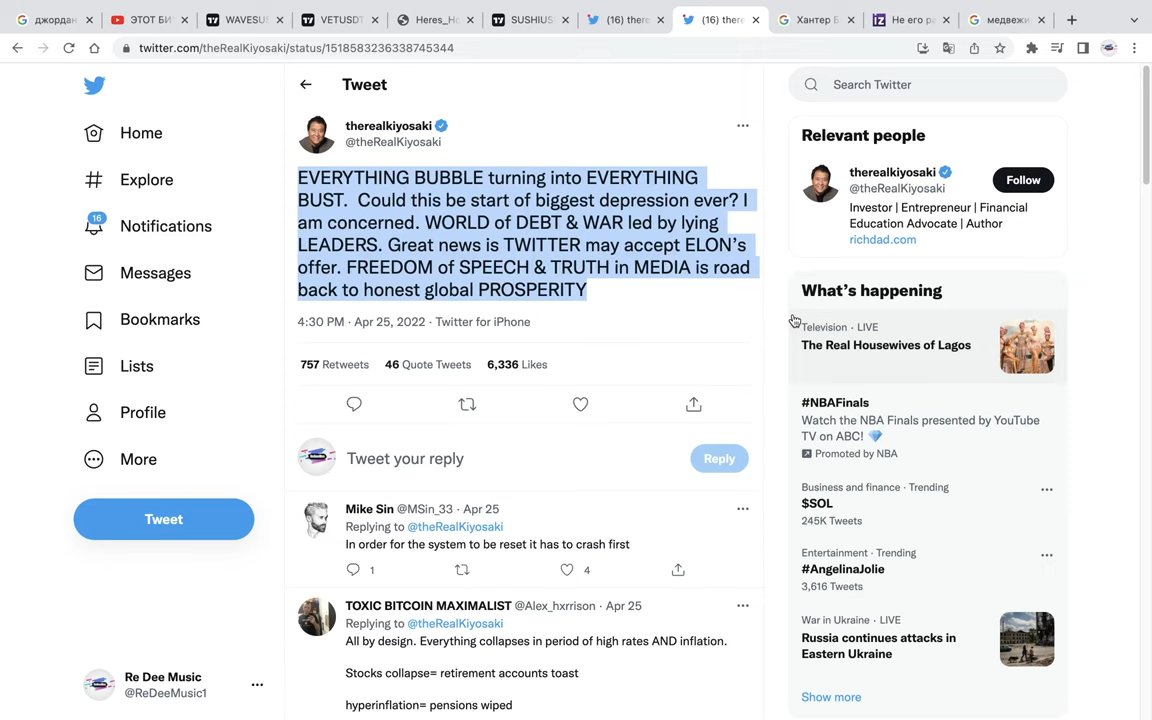 джордан
ЭТОТ БИ
WAVESUS
VETUSDT
Heres_Ho
SUSHIUS
(16) there
(16) there
Хантер Б
Не его ра
медвежи
twitter.com/theRealKiyosaki/status/1518583236338745344
Tweet
Search Twitter
Home
Explore
16
Notifications
Messages
Bookmarks
Lists
Profile
More
Tweet
Re Dee Music
@ReDeeMusic1
therealkiyosaki
@theRealKiyosaki
EVERYTHING BUBBLE turning into EVERYTHING
BUST.  Could this be start of biggest depression ever? I
am concerned. WORLD of DEBT & WAR led by lying
LEADERS. Great news is TWITTER may accept ELON’s
offer. FREEDOM of SPEECH & TRUTH in MEDIA is road
back to honest global PROSPERITY
4:30 PM · Apr 25, 2022 · Twitter for iPhone
757 Retweets 46 Quote Tweets 6,336 Likes
Tweet your reply
Reply
Mike Sin @MSin_33 · Apr 25
Replying to @theRealKiyosaki
In order for the system to be reset it has to crash first
1 4
TOXIC BITCOIN MAXIMALIST @Alex_hxrrison · Apr 25
Replying to @theRealKiyosaki
All by design. Everything collapses in period of high rates AND inflation.
Stocks collapse= retirement accounts toast
hyperinflation= pensions wiped
Relevant people
therealkiyosaki
@theRealKiyosaki
Follow
Investor | Entrepreneur | Financial
Education Advocate | Author
richdad.com
What’s happening
Television · LIVE
The Real Housewives of Lagos
#NBAFinals
Watch the NBA Finals presented by YouTube
TV on ABC! 💎
Promoted by NBA
Business and finance · Trending
$SOL
245K Tweets
Entertainment · Trending
#AngelinaJolie
3,616 Tweets
War in Ukraine · LIVE
Russia continues attacks in
Eastern Ukraine
Show more